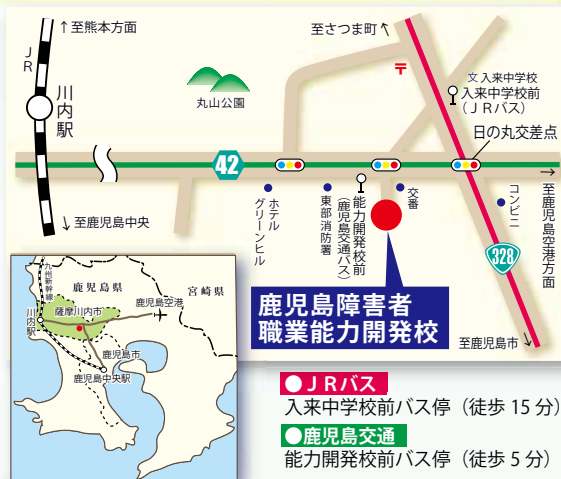 ↑至熊本方面
JR
川内駅
↓至鹿児島中央
丸山公園
42
至さつま町↖
〒
文入来中学校
入来中学校前
(JRバス)
日の丸交差点
→至鹿児島空港方面
ホテル
グリーンヒル
東部消防署
能力開発校前
(鹿児島交通バス)
交番
コンビニ
328
至鹿児島市↘
鹿児島障害者
職業能力開発校
九州新幹線
鹿児島県
宮崎県
薩摩川内市
鹿児島空港
川内駅
鹿児島市
鹿児島中央駅
●JRバス
入来中学校前バス停(徒歩15分)
●鹿児島交通
能力開発校前バス停(徒歩5分)